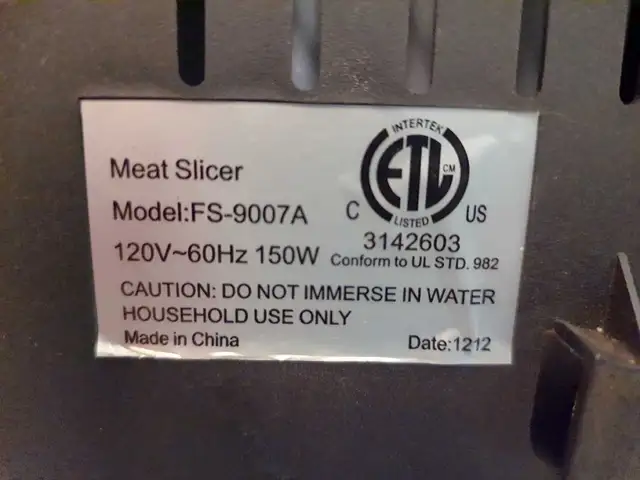 Meat Slicer
Model:FS-9007A
120V~60Hz 150W
INTERTEK
ETL CM
LISTED
C US
3142603
Conform to UL STD. 982
CAUTION: DO NOT IMMERSE IN WATER
HOUSEHOLD USE ONLY
Made in China
Date:1212